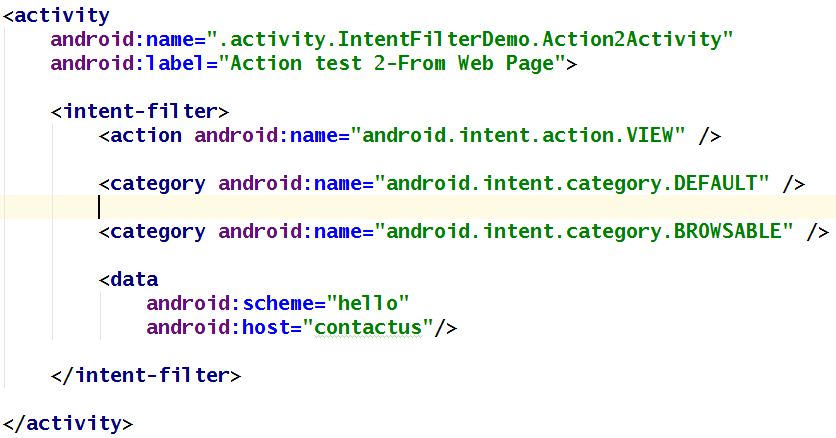 <activity
android:name=".activity.IntentFilterDemo.Action2Activity"
android:label="Action test 2-From Web Page">
<intent-filter>
<action android:name="android.intent.action.VIEW" />
<category android:name="android.intent.category.DEFAULT" />
<category android:name="android.intent.category.BROWSABLE" />
<data
android:scheme="hello"
android:host="contactus"/>
</intent-filter>
</activity>